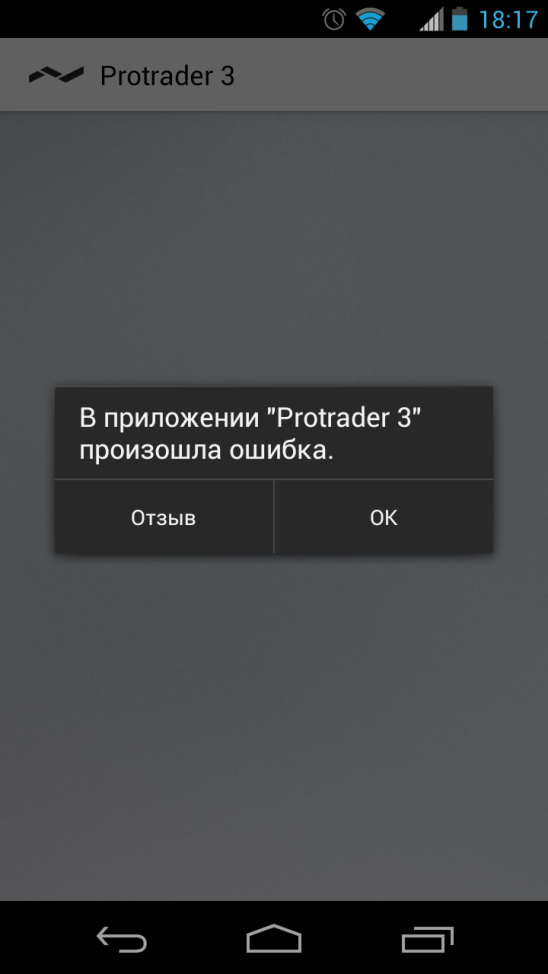 18:17
Protrader 3
В приложении "Protrader 3"
произошла ошибка.
Отзыв
ОК